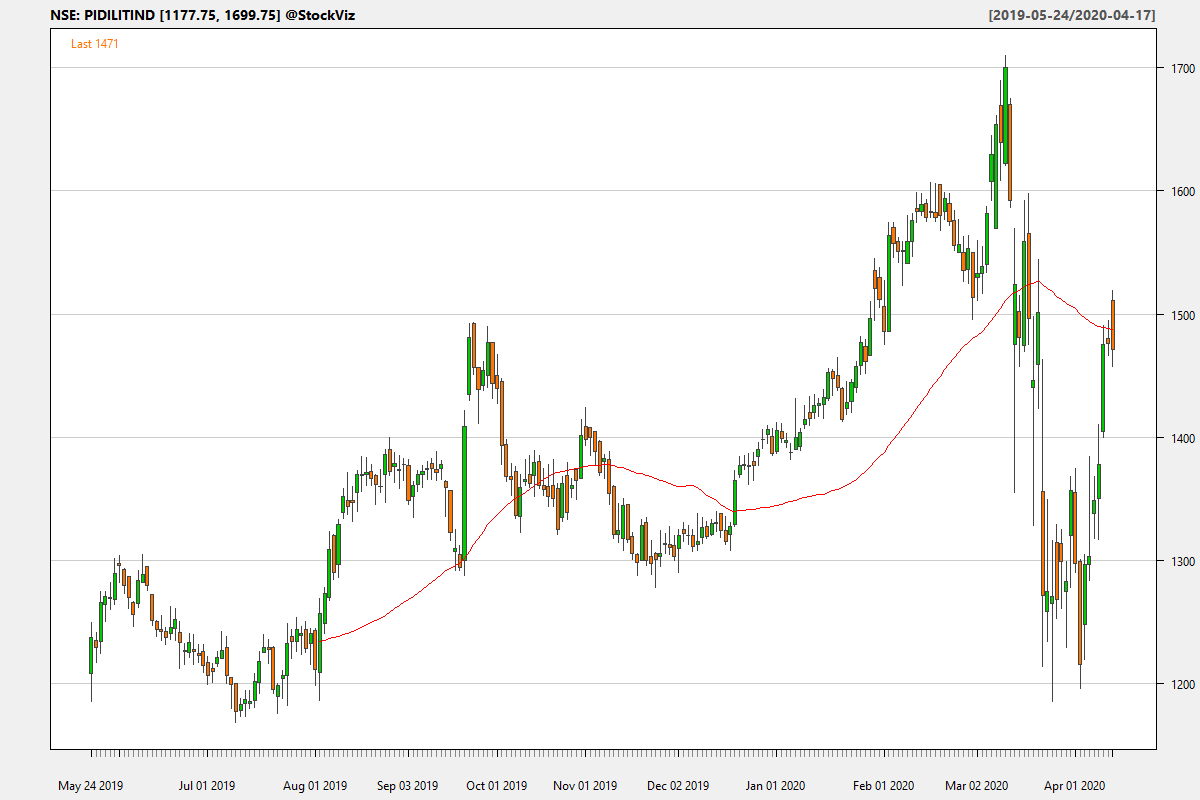 NSE: PIDILITIND [1177.75, 1699.75] @StockViz
[2019-05-24/2020-04-17]
Last 1471
1700
1600
1500
1400
1300
1200
May 24 2019
Jul 01 2019
Aug 01 2019
Sep 03 2019
Oct 01 2019
Nov 01 2019
Dec 02 2019
Jan 01 2020
Feb 01 2020
Mar 02 2020
Apr 01 2020